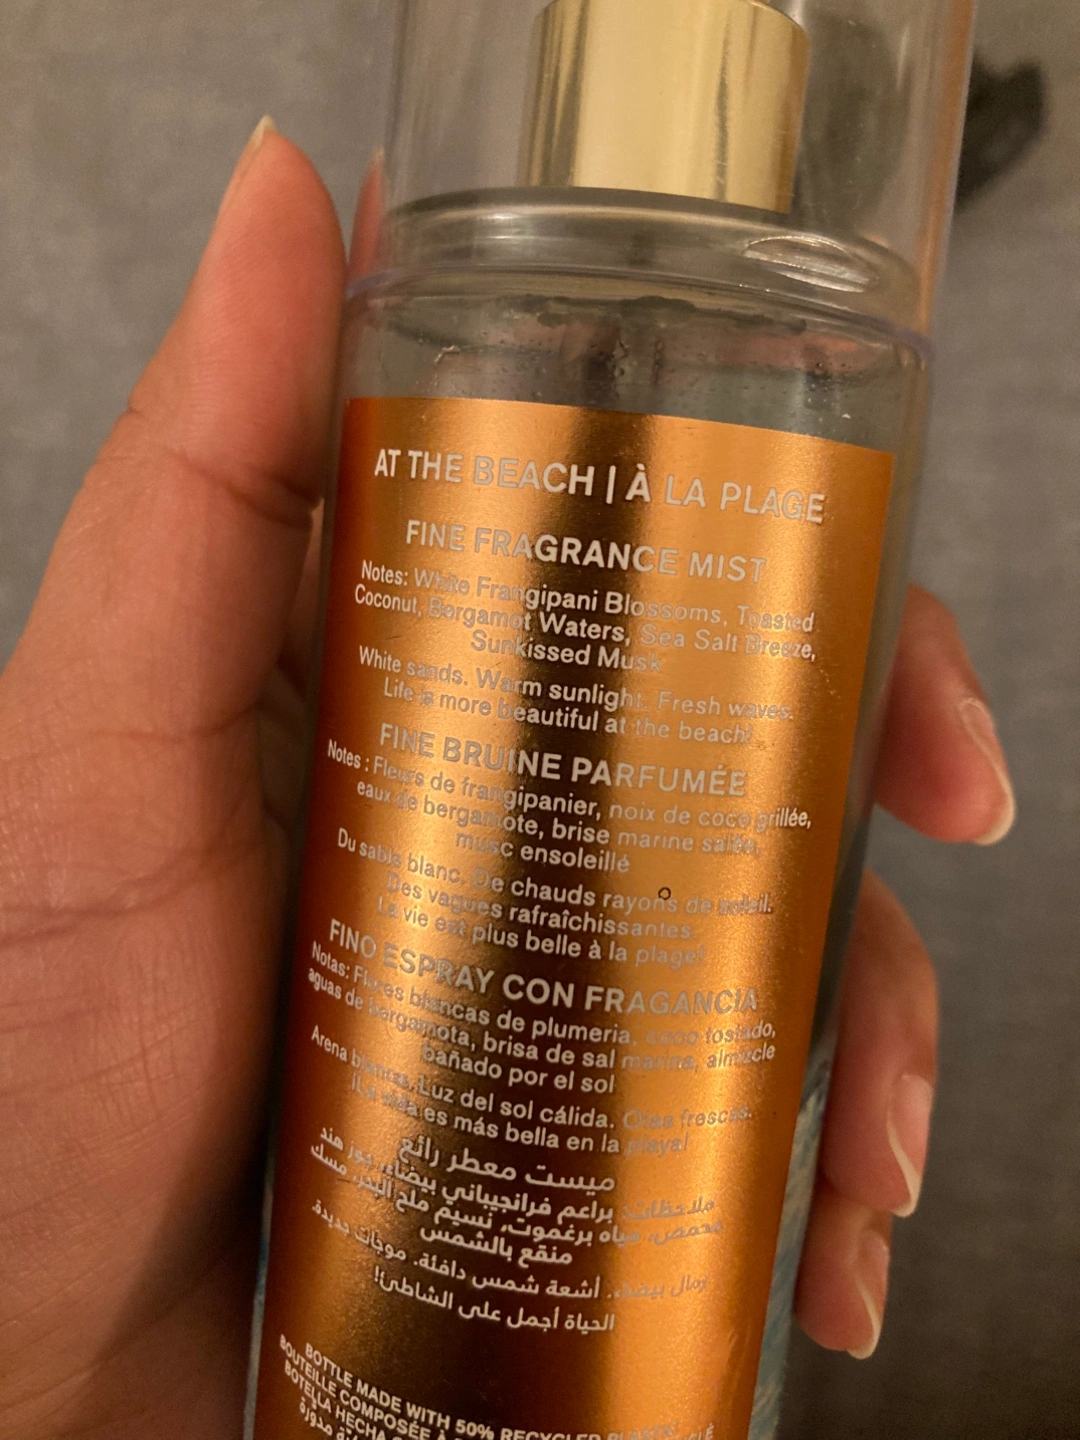 AT THE BEACH | À LA PLAGE
FINE FRAGRANCE MIST
Notes: White Frangipani Blossoms, Toasted
Coconut, Bergamot Waters, Sea Salt Breeze,
Sunkissed Musk
White sands. Warm sunlight. Fresh waves.
Life is more beautiful at the beach!
FINE BRUINE PARFUMÉE
Notes : Fleurs de frangipanier, noix de coco grillée,
eaux de bergamote, brise marine salée,
musc ensoleillé
Du sable blanc. De chauds rayons de soleil.
Des vagues rafraîchissantes.
La vie est plus belle à la plage!
FINO ESPRAY CON FRAGANCIA
Notas: Flores blancas de plumeria, coco tostado,
aguas de bergamota, brisa de sal marina, almizcle
bañado por el sol
Arena blanca. Luz del sol cálida. Olas frescas.
¡La vida es más bella en la playa!
ميست معطر رائع
ملاحظات: براعم فرانجيباني بيضاء، جوز هند
محمص، مياه برغموت، نسيم ملح البحر، مسك
منقع بالشمس
رمال بيضاء. أشعة شمس دافئة. موجات جديدة.
الحياة أجمل على الشاطئ!
BOTTLE MADE WITH 50% RECYCLED PLASTIC
BOUTEILLE COMPOSÉE À
BOTELLA HECHA